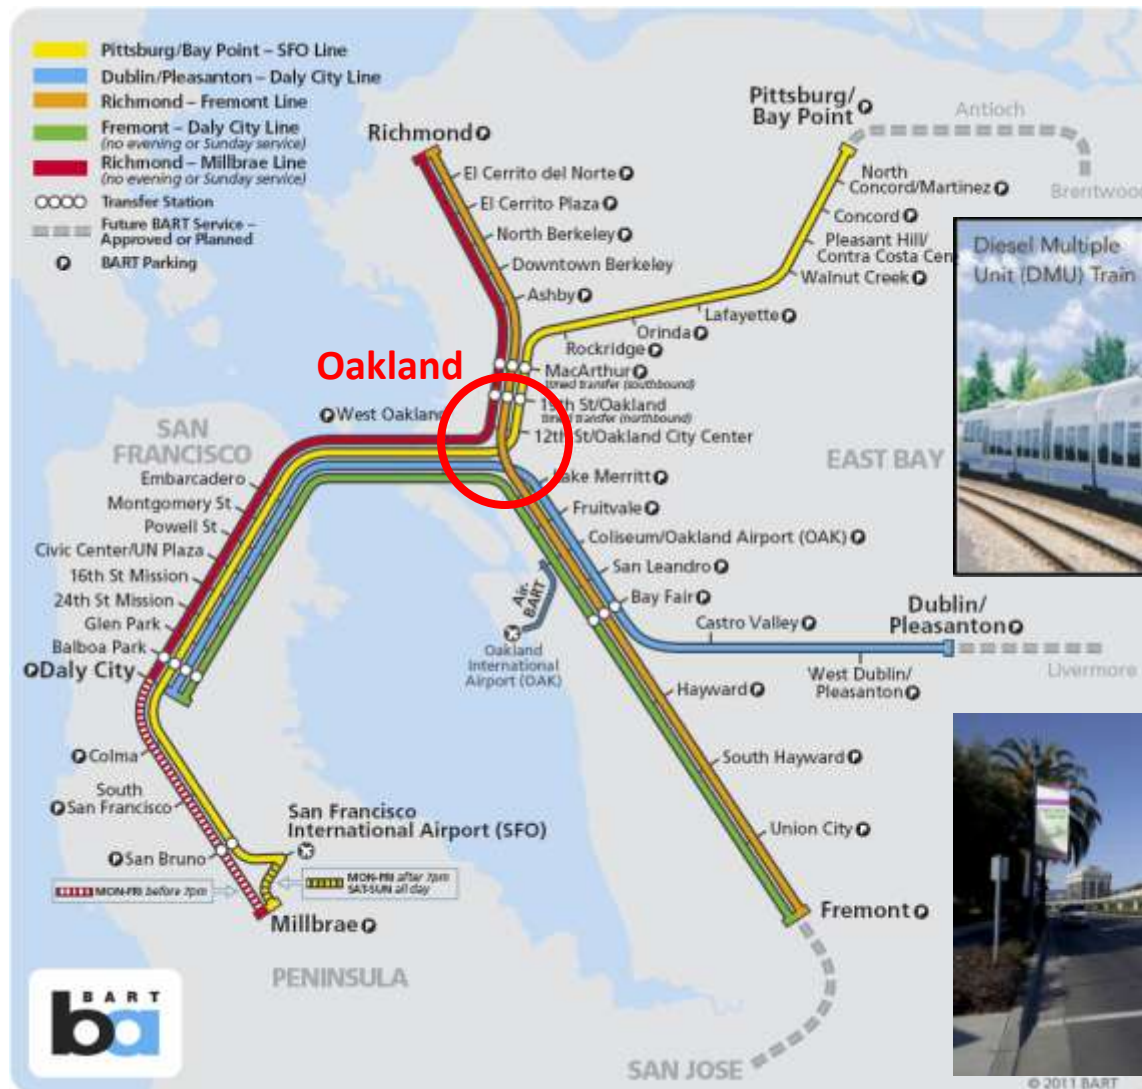 Pittsburg/Bay Point – SFO Line
Dublin/Pleasanton – Daly City Line
Richmond – Fremont Line
Fremont – Daly City Line
(no evening or Sunday service)
Richmond – Millbrae Line
(no evening or Sunday service)
Transfer Station
Future BART Service –
Approved or Planned
P BART Parking
Pittsburg/
Bay Point P
Antioch
Brentwood
Richmond P
El Cerrito del Norte P
El Cerrito Plaza P
North Berkeley P
Downtown Berkeley
Ashby P
North
Concord/Martinez P
Concord P
Pleasant Hill/
Contra Costa Cen
Walnut Creek P
Lafayette P
Orinda P
Rockridge P
Diesel Multiple
Unit (DMU) Train
Oakland
MacArthur P
timed transfer (southbound)
19th St/Oakland
timed transfer (northbound)
12th St/Oakland City Center
P West Oakland
SAN
FRANCISCO
EAST BAY
Embarcadero
Montgomery St
Powell St
Civic Center/UN Plaza
16th St Mission
24th St Mission
Glen Park
Balboa Park
P Daly City
Lake Merritt P
Fruitvale P
Coliseum/Oakland Airport (OAK) P
San Leandro P
Bay Fair P
Air-
BART
Oakland
International
Airport (OAK)
Castro Valley P
Dublin/
Pleasanton P
West Dublin/
Pleasanton P
Livermore
Hayward P
South Hayward P
Union City P
Fremont P
P Colma
South
P San Francisco
San Francisco
International Airport (SFO)
P San Bruno
MON-FRI before 7pm
MON-FRI after 7pm
SAT-SUN all day
Millbrae P
PENINSULA
SAN JOSE
BART
ba
© 2011 BART